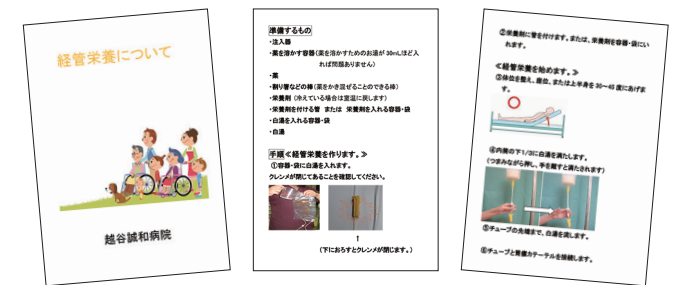 経管栄養について
越谷誠和病院
準備するもの
・注入器
・薬を溶かす容器(薬を溶かすためのお湯が 30mLほど入
れば問題ありません)
・薬
・割り箸などの棒(薬をかき混ぜることのできる棒)
・栄養剤 (冷えている場合は室温に戻します)
・栄養剤を付ける管 または 栄養剤を入れる容器・袋
・白湯を入れる容器・袋
・白湯
手順≪経管栄養を作ります。≫
①容器・袋に白湯を入れます。
クレンメが閉じてあることを確認してください。
↑
(下におろすとクレンメが閉じます。)
②栄養剤に管を付けます。または、栄養剤を容器・袋にい
れます。
≪経管栄養を始めます。≫
③体位を整え、座位、または上半身を 30~45 度にあげま
す。
④内筒の下1/3に白湯を満たします。
(つまみながら押し、手を離すと満たされます)
⑤チューブの先端まで、白湯を流します。
⑥チューブと胃瘻カテーテルを接続します。